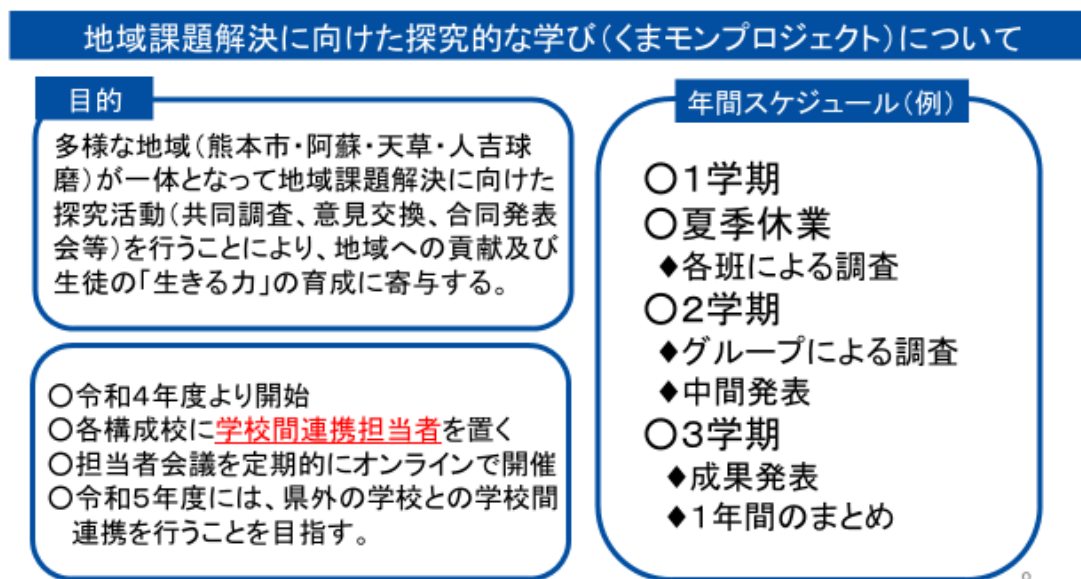 地域課題解決に向けた探究的な学び(くまモンプロジェクト)について
目的
多様な地域(熊本市・阿蘇・天草・人吉球
磨)が一体となって地域課題解決に向けた
探究活動(共同調査、意見交換、合同発表
会等)を行うことにより、地域への貢献及び
生徒の「生きる力」の育成に寄与する。
〇令和4年度より開始
〇各構成校に学校間連携担当者を置く
〇担当者会議を定期的にオンラインで開催
〇令和5年度には、県外の学校との学校間
連携を行うことを目指す。
年間スケジュール(例)
〇1学期
〇夏季休業
♦各班による調査
〇2学期
♦グループによる調査
♦中間発表
〇3学期
♦成果発表
♦1年間のまとめ